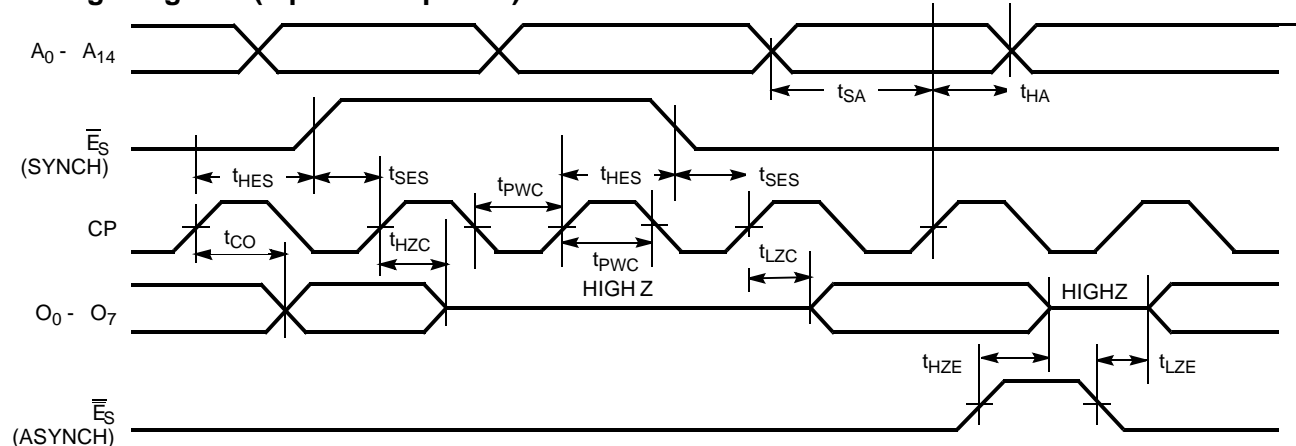 A0 - A14
tSA
tHA
ES
(SYNCH)
tHES
tSES
tPWC
tHES
tSES
CP
tCO
tHZC
tPWC
tLZC
HIGH Z
HIGHZ
O0 - O7
tHZE
tLZE
ES
(ASYNCH)